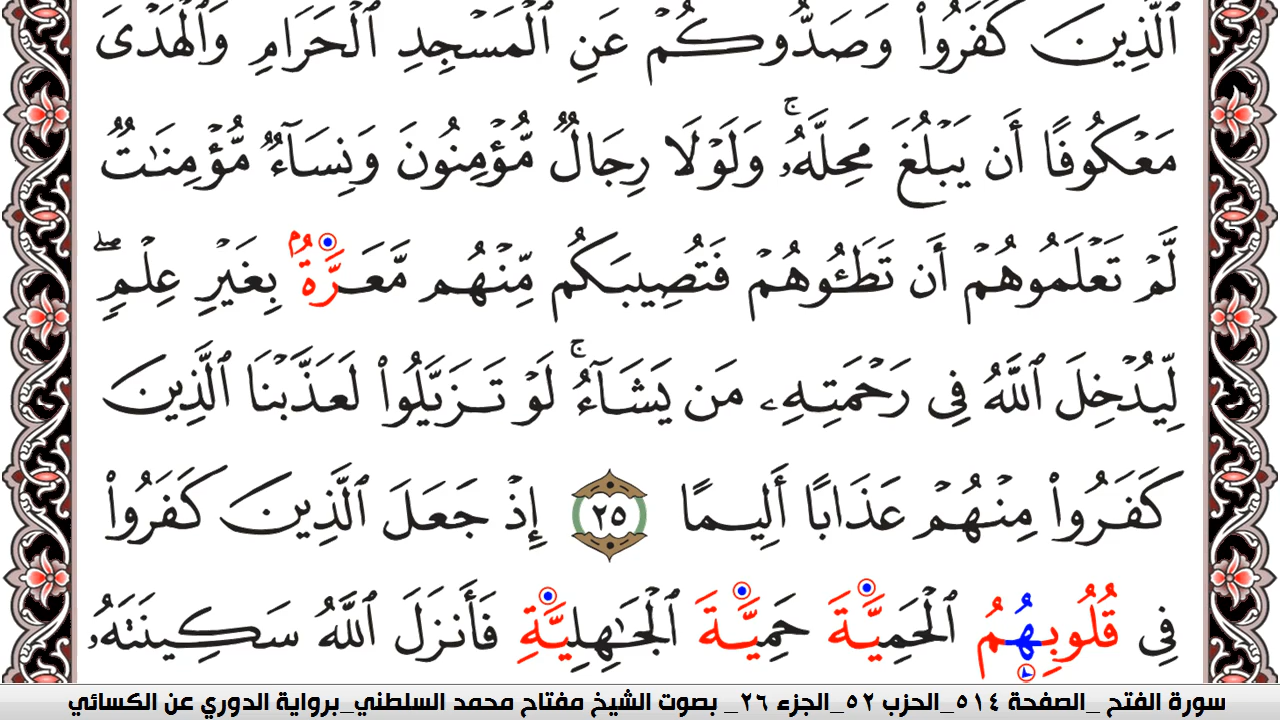 ٱلَّذِينَ كَفَرُوا۟ وَصَدُّوكُمْ عَنِ ٱلْمَسْجِدِ ٱلْحَرَامِ وَٱلْهَدْىَ
مَعْكُوفًا أَن يَبْلُغَ مَحِلَّهُۥ ۚ وَلَوْلَا رِجَالٌ مُّؤْمِنُونَ وَنِسَآءٌ مُّؤْمِنَـٰتٌ
لَّمْ تَعْلَمُوهُمْ أَن تَطَـُٔوهُمْ فَتُصِيبَكُم مِّنْهُم مَّعَرَّةٌۢ بِغَيْرِ عِلْمٍ ۖ
لِّيُدْخِلَ ٱللَّهُ فِى رَحْمَتِهِۦ مَن يَشَآءُ ۚ لَوْ تَزَيَّلُوا۟ لَعَذَّبْنَا ٱلَّذِينَ
كَفَرُوا۟ مِنْهُمْ عَذَابًا أَلِيمًا ٢٥ إِذْ جَعَلَ ٱلَّذِينَ كَفَرُوا۟
فِى قُلُوبِهُمُ ٱلْحَمِيَّةَ حَمِيَّةَ ٱلْجَـٰهِلِيَّةِ فَأَنزَلَ ٱللَّهُ سَكِينَتَهُۥ
سورة الفتح _الصفحة ٥١٤_الحزب ٥٢_الجزء ٢٦_ بصوت الشيخ مفتاح محمد السلطني_برواية الدوري عن الكسائي